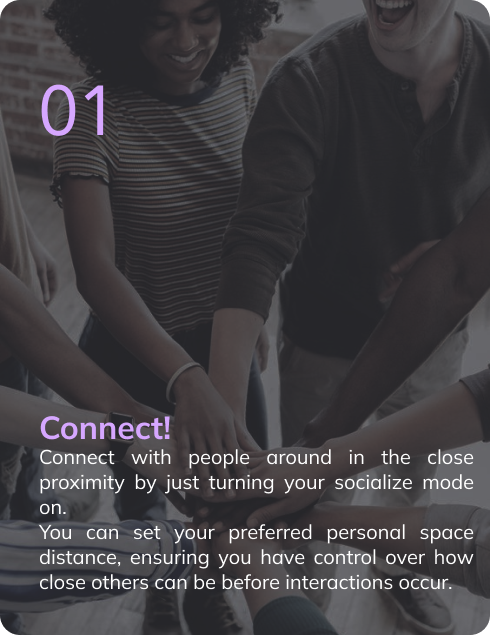 01
Connect!
Connect with people around in the close
proximity by just turning your socialize mode
on.
You can set your preferred personal space
distance, ensuring you have control over how
close others can be before interactions occur.